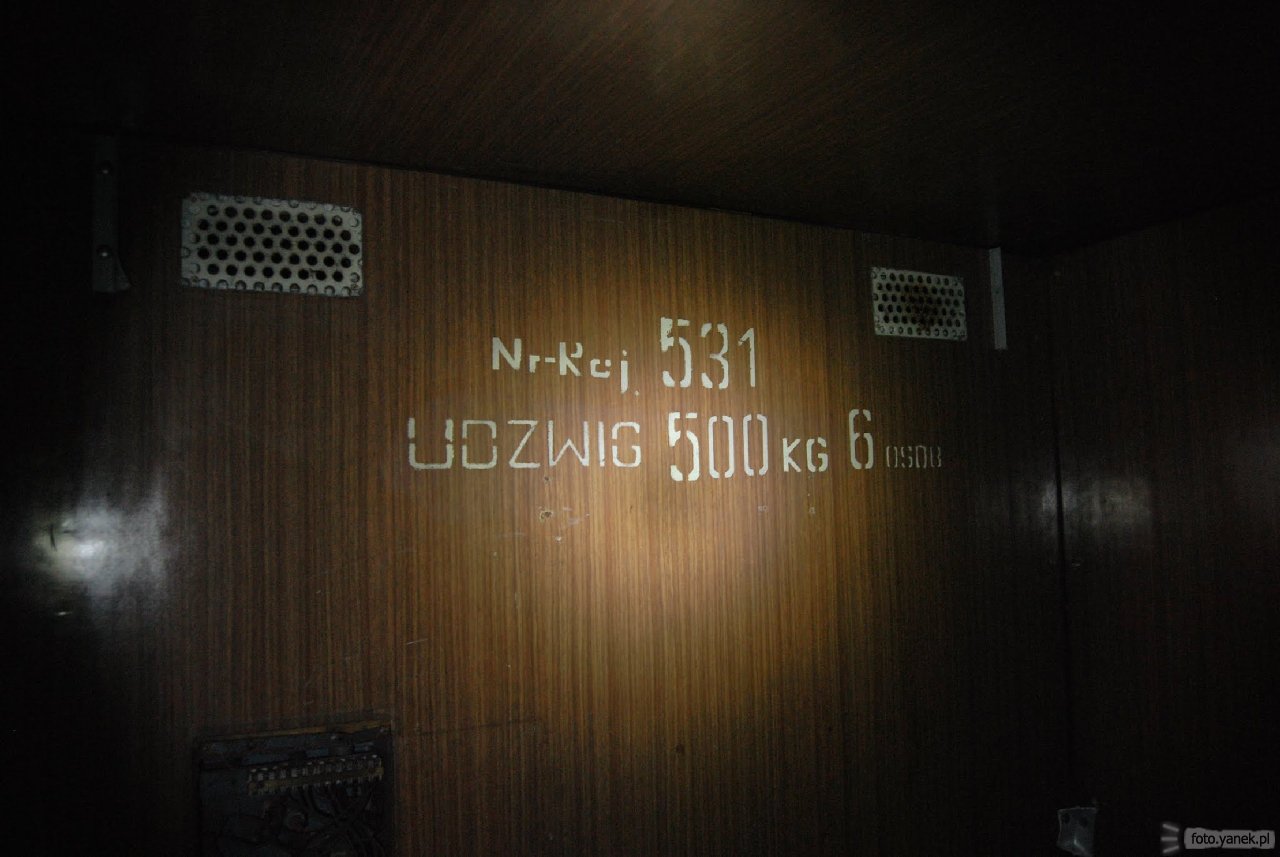 Nr-Rej. 531
UDZWIG 500 KG 6 OSOB
foto.yanek.pl